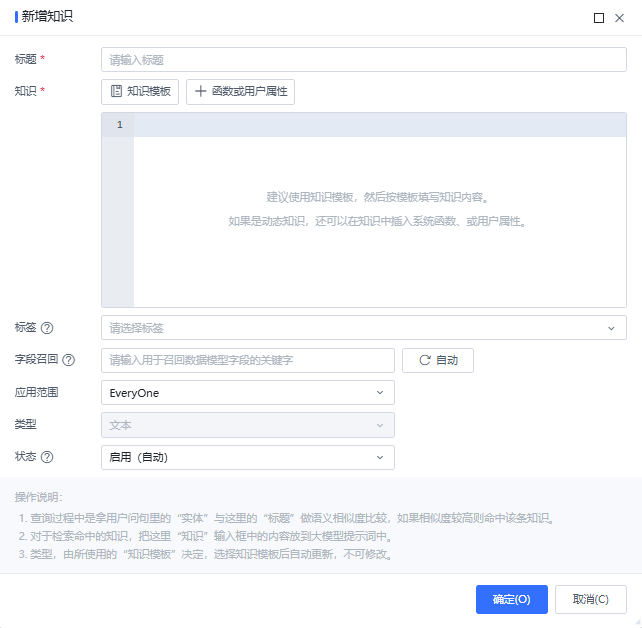 新增知识
标题 *
请输入标题
知识 *
知识模板
函数或用户属性
1
建议使用知识模板，然后按模板填写知识内容。
如果是动态知识，还可以在知识中插入系统函数、或用户属性。
标签
请选择标签
字段召回
请输入用于召回数据模型字段的关键字
自动
应用范围
EveryOne
类型
文本
状态
启用（自动）
操作说明：
1. 查询过程中是拿用户问句里的“实体”与这里的“标题”做语义相似度比较，如果相似度较高则命中该条知识。
2. 对于检索命中的知识，把这里“知识”输入框中的内容放到大模型提示词中。
3. 类型，由所使用的“知识模板”决定，选择知识模板后自动更新，不可修改。
确定(O)
取消(C)